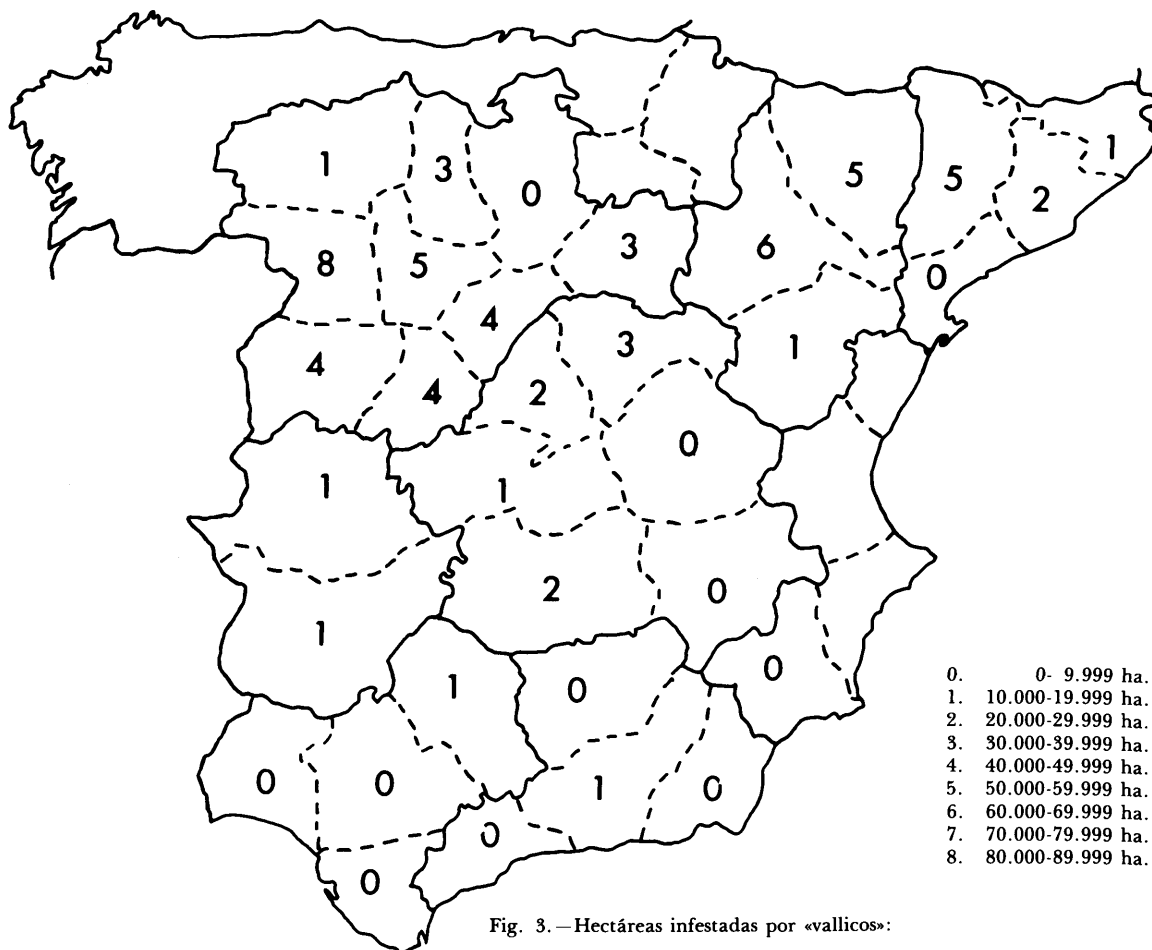 1 3 0 5 5 1
2
8 5 3 6 0
4 3 1
4 4 2
0
1 1
2 0
1
1 0 0
0 0 1 0
0
0
0. 0- 9.999 ha.
1. 10.000-19.999 ha.
2. 20.000-29.999 ha.
3. 30.000-39.999 ha.
4. 40.000-49.999 ha.
5. 50.000-59.999 ha.
6. 60.000-69.999 ha.
7. 70.000-79.999 ha.
8. 80.000-89.999 ha.
Fig. 3.—Hectáreas infestadas por «vallicos»: